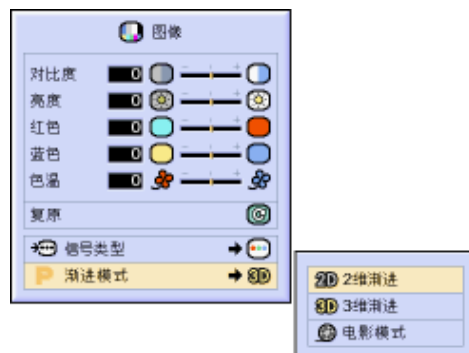 图像
对比度 0
亮度 0
红色 0
蓝色 0
色温 0
复原
信号类型
P 渐进模式 3D
2D 2维渐进
3D 3维渐进
电影模式